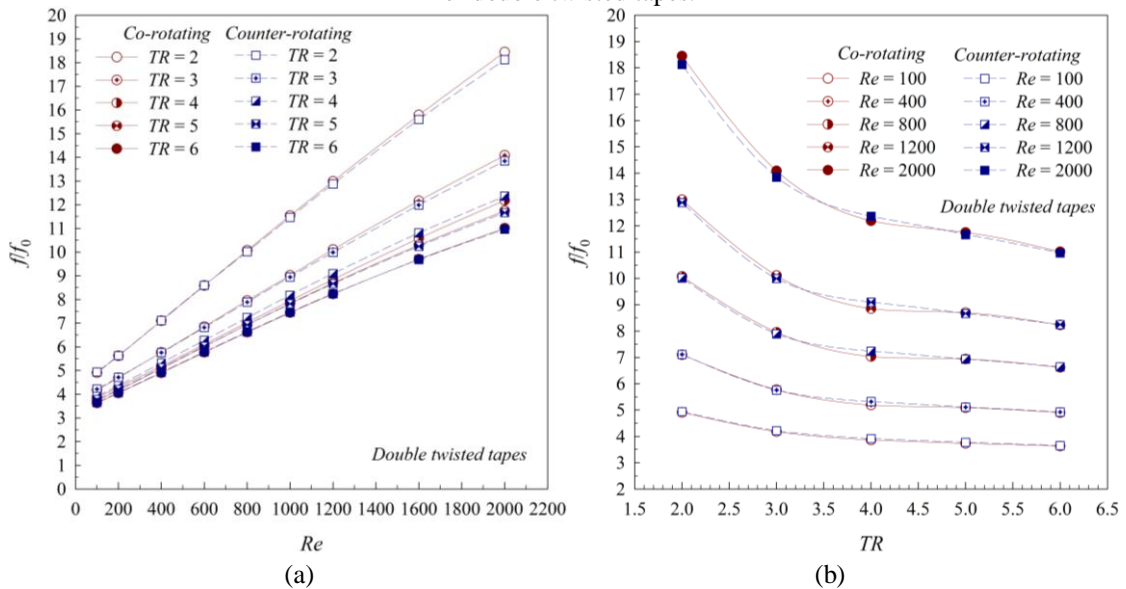 for double twisted tapes.
20
19
18
17
16
15
14
13
12
11
10
9
8
7
6
5
4
3
2
1
0
f/f0
Co-rotating Counter-rotating
TR = 2 TR = 2
TR = 3 TR = 3
TR = 4 TR = 4
TR = 5 TR = 5
TR = 6 TR = 6
Double twisted tapes
0 200 400 600 800 1000 1200 1400 1600 1800 2000 2200
Re
(a)
20
19
18
17
16
15
14
13
12
11
10
9
8
7
6
5
4
3
2
f/f0
Co-rotating Counter-rotating
Re = 100 Re = 100
Re = 400 Re = 400
Re = 800 Re = 800
Re = 1200 Re = 1200
Re = 2000 Re = 2000
Double twisted tapes
1.5 2.0 2.5 3.0 3.5 4.0 4.5 5.0 5.5 6.0 6.5
TR
(b)